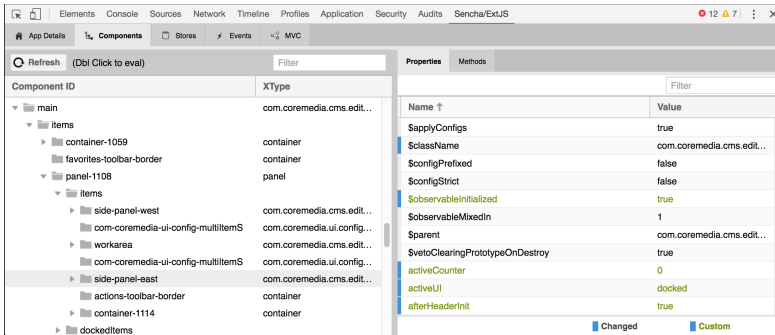 Elements Console Sources Network Timeline Profiles Application Security Audits Sencha/ExtJS 12 7
App Details Components Stores Events MVC
Refresh (Dbl Click to eval) Filter
Component ID XType
main com.coremedia.cms.edit...
items
container-1059 container
favorites-toolbar-border container
panel-1108 panel
items
side-panel-west com.coremedia.cms.edit...
com-coremedia-ui-config-multiItemS com.coremedia.ui.config...
workarea com.coremedia.cms.edit...
com-coremedia-ui-config-multiItemS com.coremedia.ui.config...
side-panel-east com.coremedia.cms.edit...
actions-toolbar-border container
container-1114 container
dockedItems
Properties Methods
Filter
Name Value
$applyConfigs true
$className com.coremedia.cms.edit...
$configPrefixed false
$configStrict false
$observableInitialized true
$observableMixedIn 1
$parent com.coremedia.cms.edit...
$vetoClearingPrototypeOnDestroy true
activeCounter 0
activeUI docked
afterHeaderInit true
Changed Custom